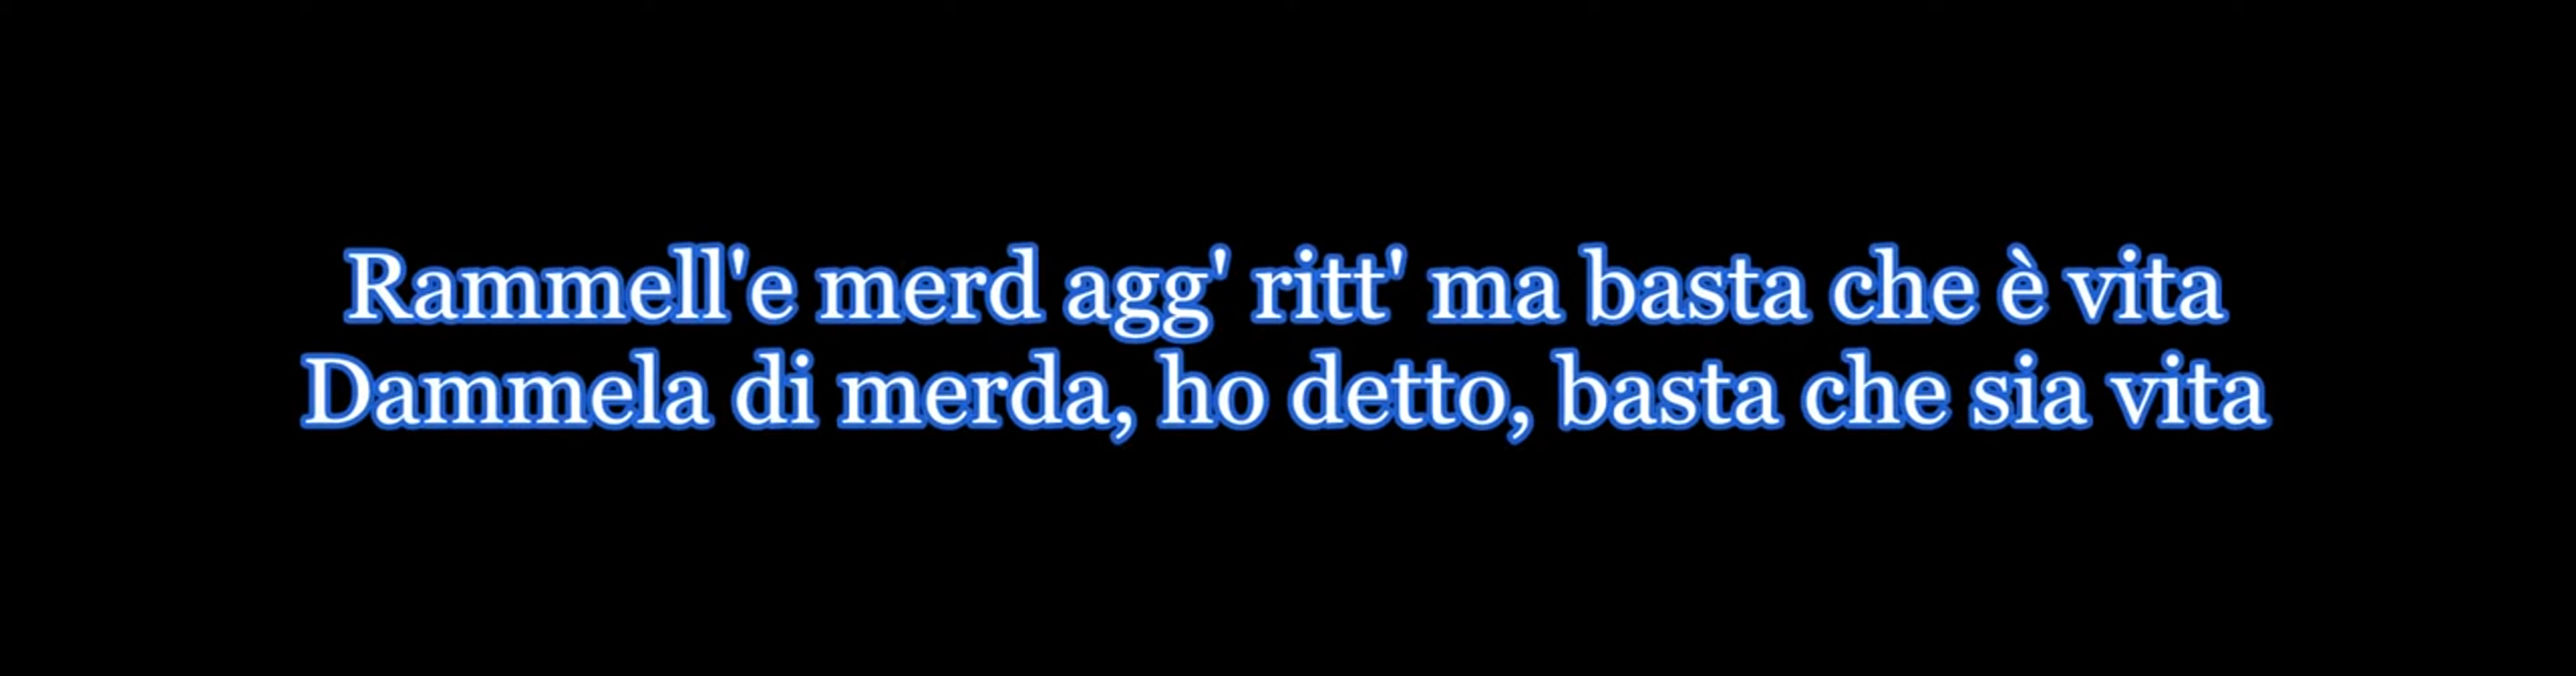 Rammell'e merd agg' ritt' ma basta che è vita
Dammela di merda, ho detto, basta che sia vita